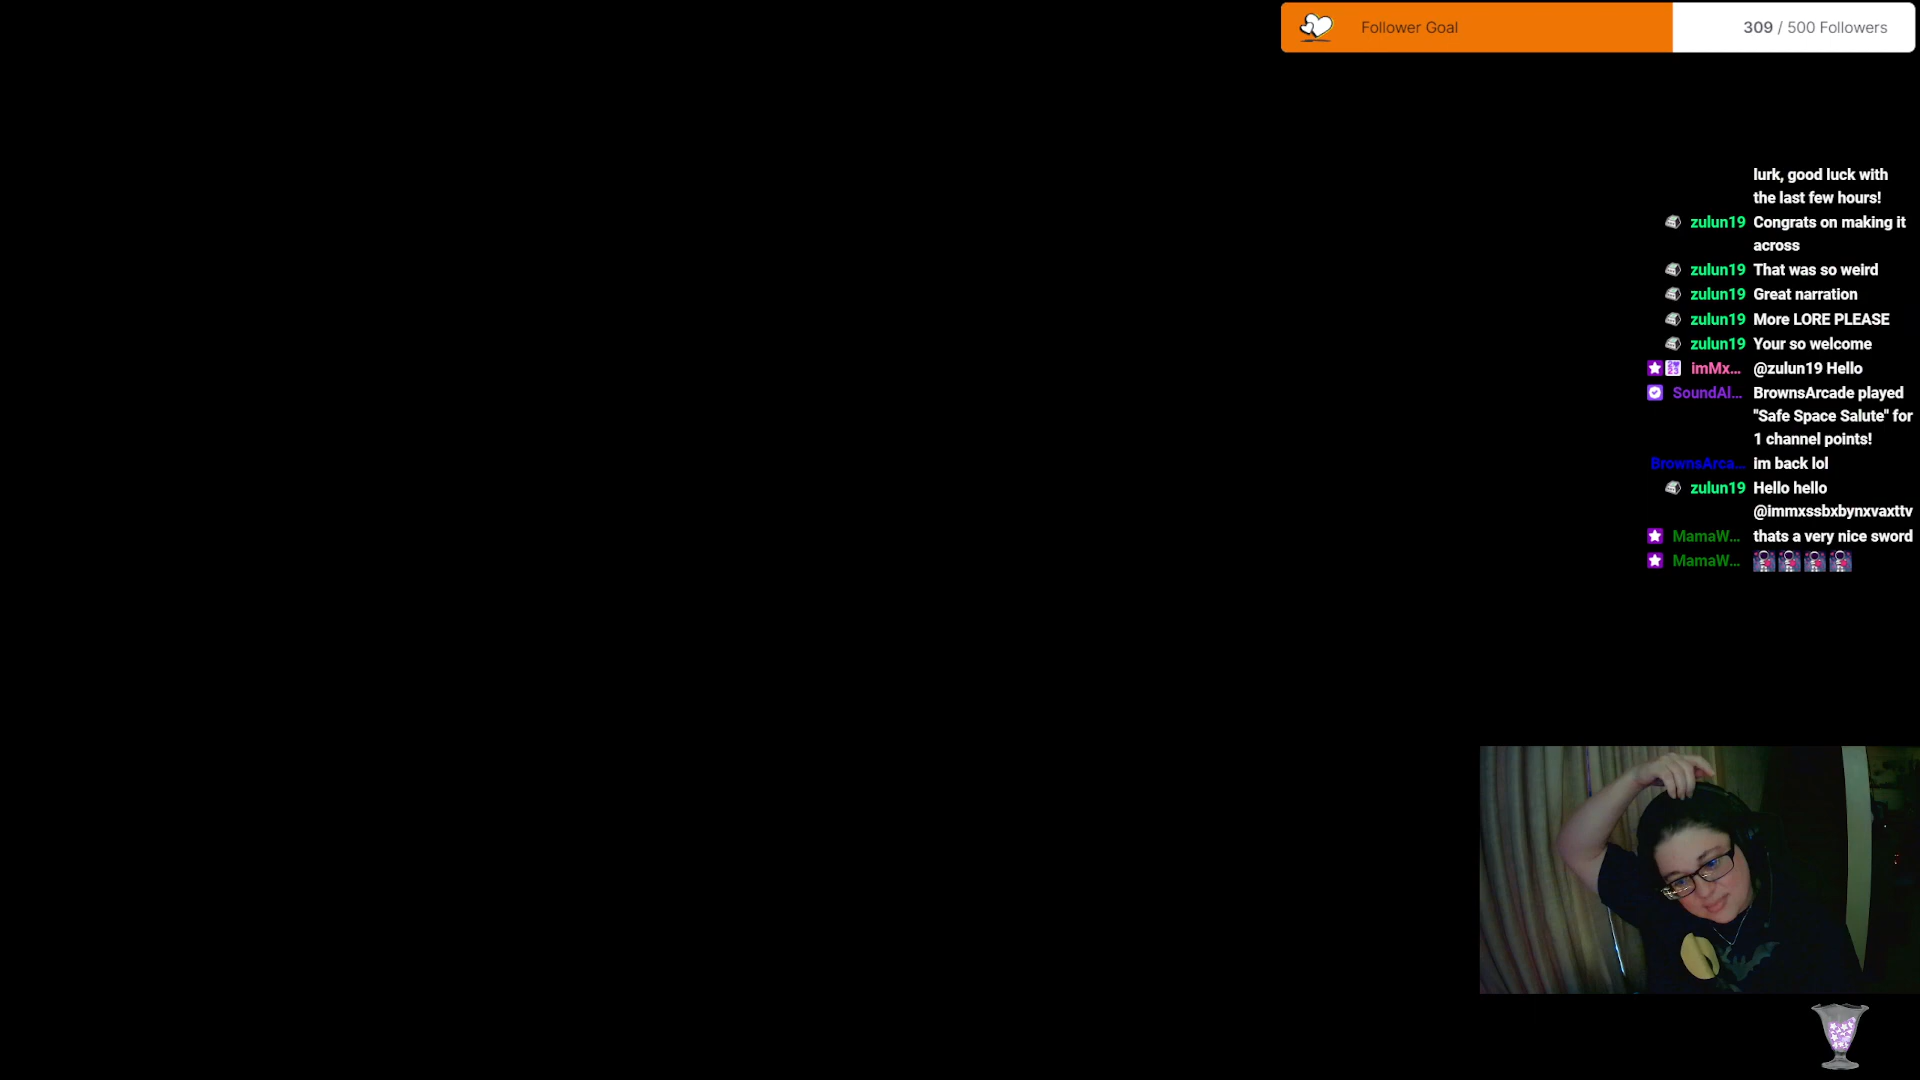 Follower Goal
309 / 500 Followers
lurk, good luck with
the last few hours!
zulun19 Congrats on making it
across
zulun19 That was so weird
zulun19 Great narration
zulun19 More LORE PLEASE
zulun19 Your so welcome
imMx... @zulun19 Hello
SoundAl... BrownsArcade played
"Safe Space Salute" for
1 channel points!
BrownsArca... im back lol
zulun19 Hello hello
@immxssbxbynxvaxttv
MamaW... thats a very nice sword
MamaW...